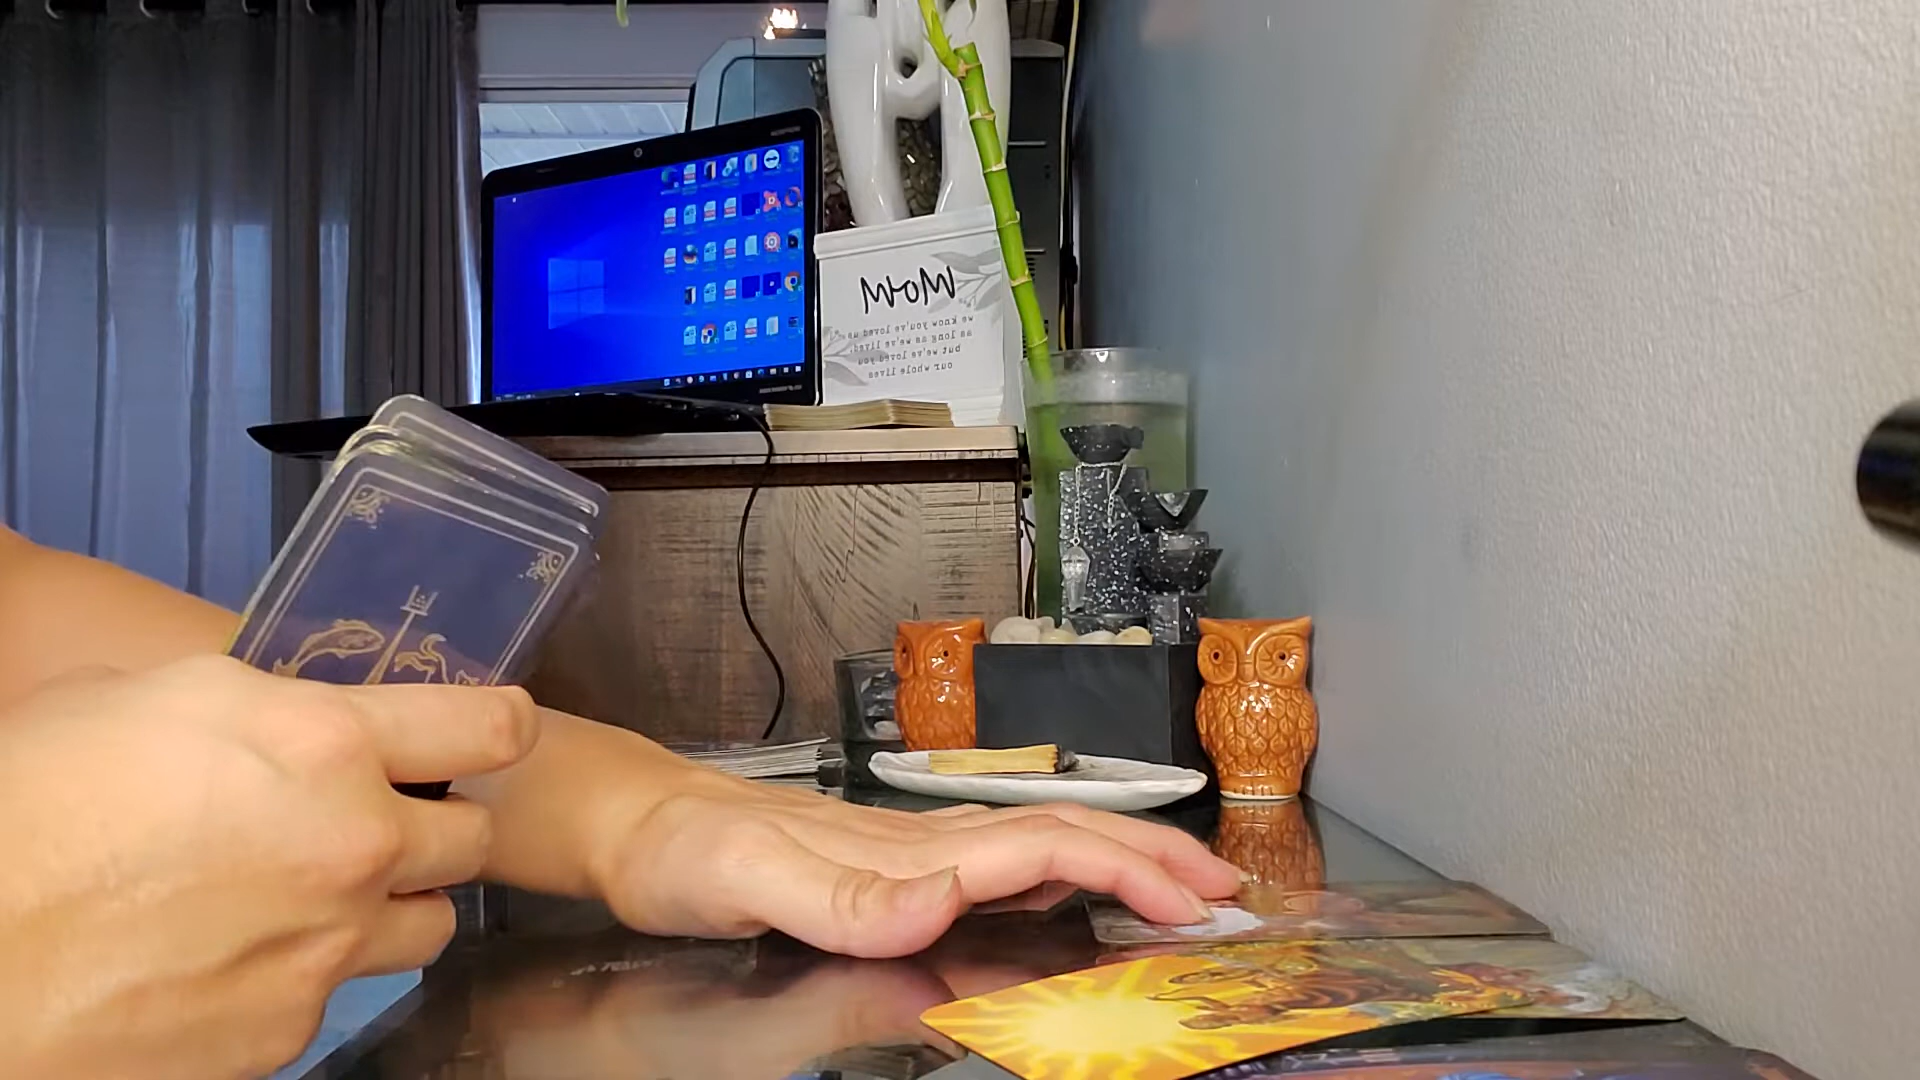 MoM
we know you've loved us
as long as we've lived,
but we've loved you
our whole lives